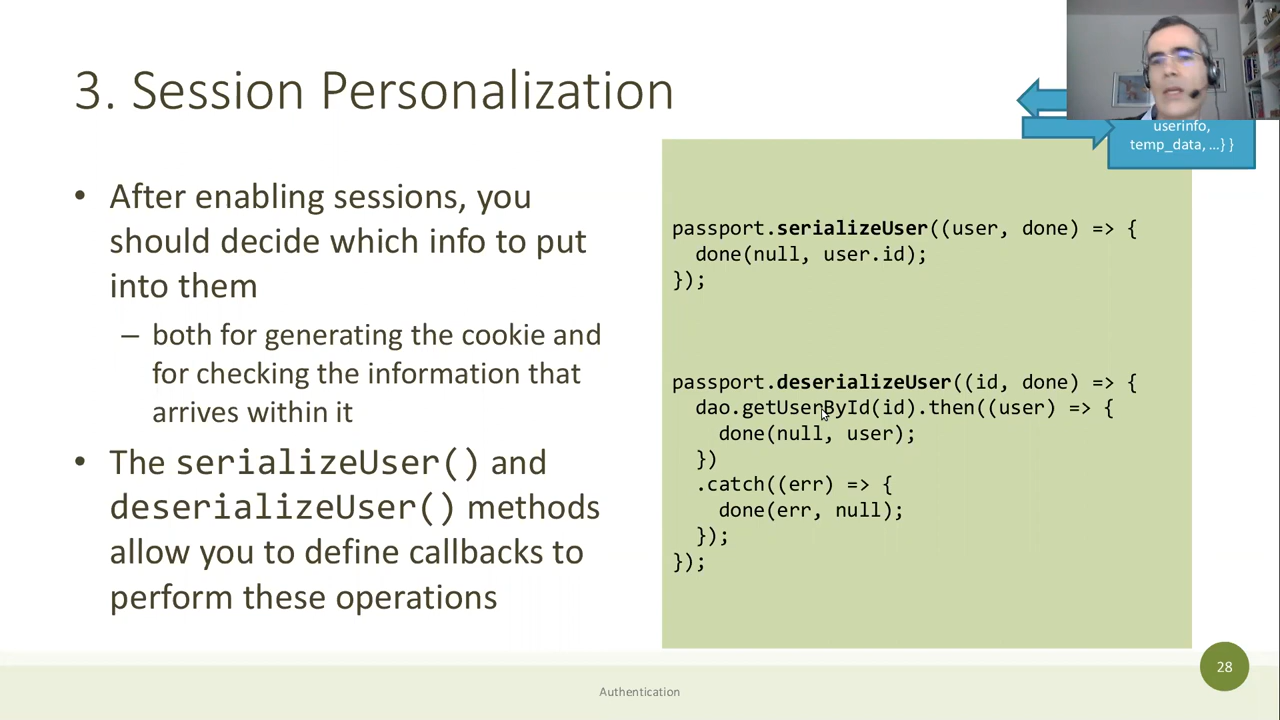 3. Session Personalization
userinfo,
temp_data, …} }
• After enabling sessions, you
should decide which info to put
into them
– both for generating the cookie and
for checking the information that
arrives within it
• The serializeUser() and
deserializeUser() methods
allow you to define callbacks to
perform these operations
passport.serializeUser((user, done) => {
done(null, user.id);
});
passport.deserializeUser((id, done) => {
dao.getUserById(id).then((user) => {
done(null, user);
})
.catch((err) => {
done(err, null);
});
});
28
Authentication